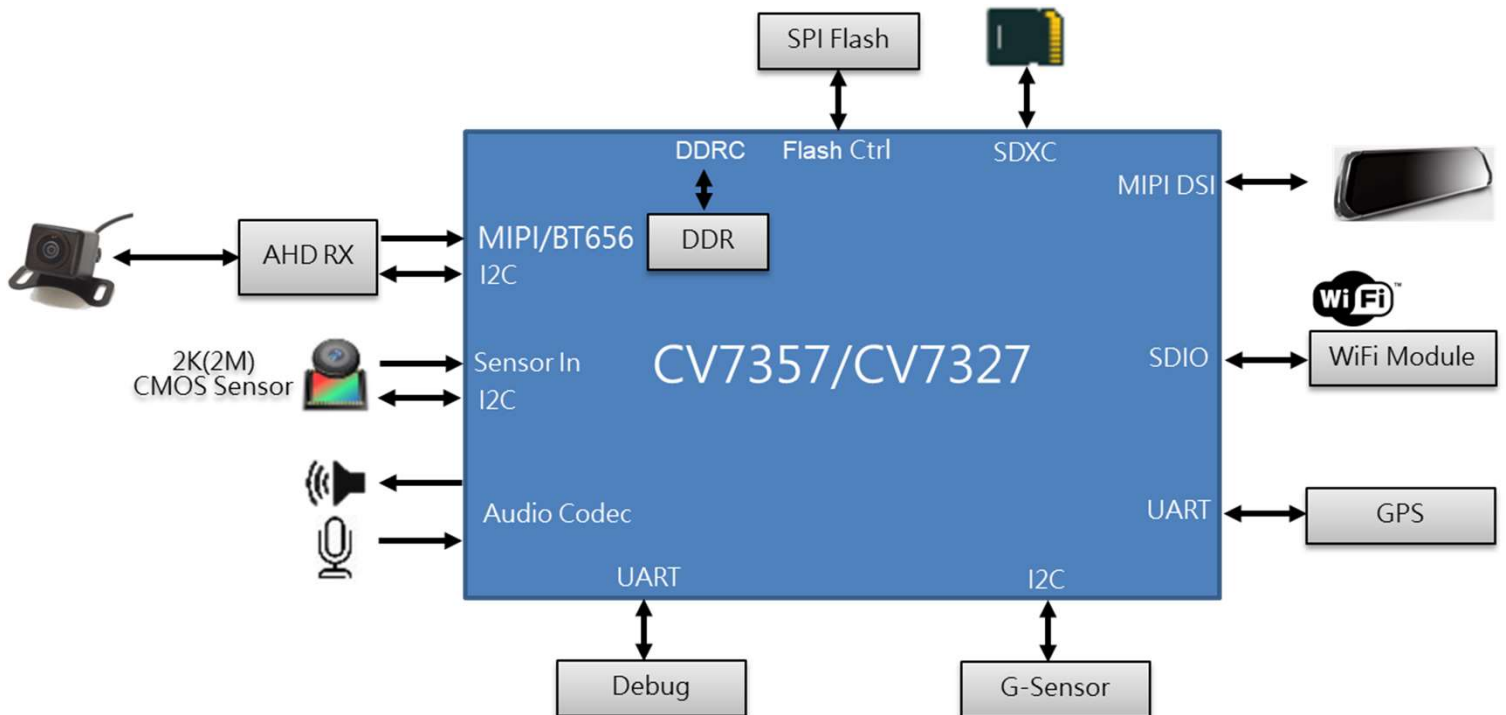 SPI Flash
DDRC
Flash Ctrl
SDXC
MIPI DSI
AHD RX
MIPI/BT656
I2C
DDR
WiFi™
2K(2M)
CMOS Sensor
Sensor In
I2C
CV7357/CV7327
SDIO
WiFi Module
Audio Codec
UART
GPS
UART
I2C
Debug
G-Sensor